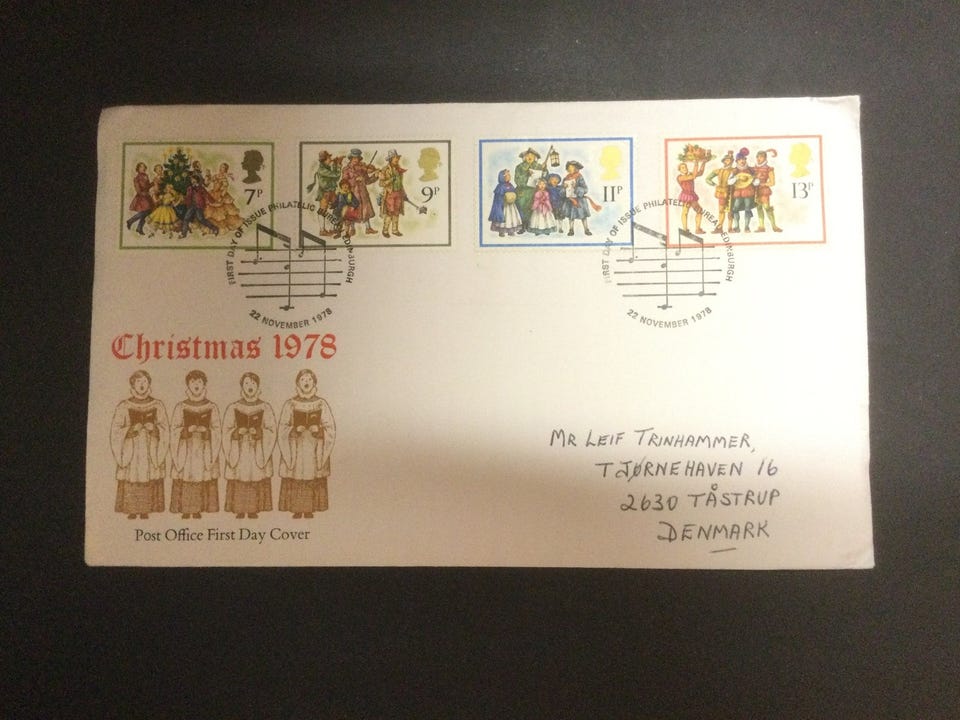 7P
9P
11P
13P
FIRST DAY OF ISSUE PHILATELIC BUREAU EDINBURGH
22 NOVEMBER 1978
FIRST DAY OF ISSUE PHILATELIC BUREAU EDINBURGH
22 NOVEMBER 1978
Christmas 1978
Post Office First Day Cover
MR LEIF TRINHAMMER,
TJØRNEHAVEN 16
2630 TÅSTRUP
DENMARK